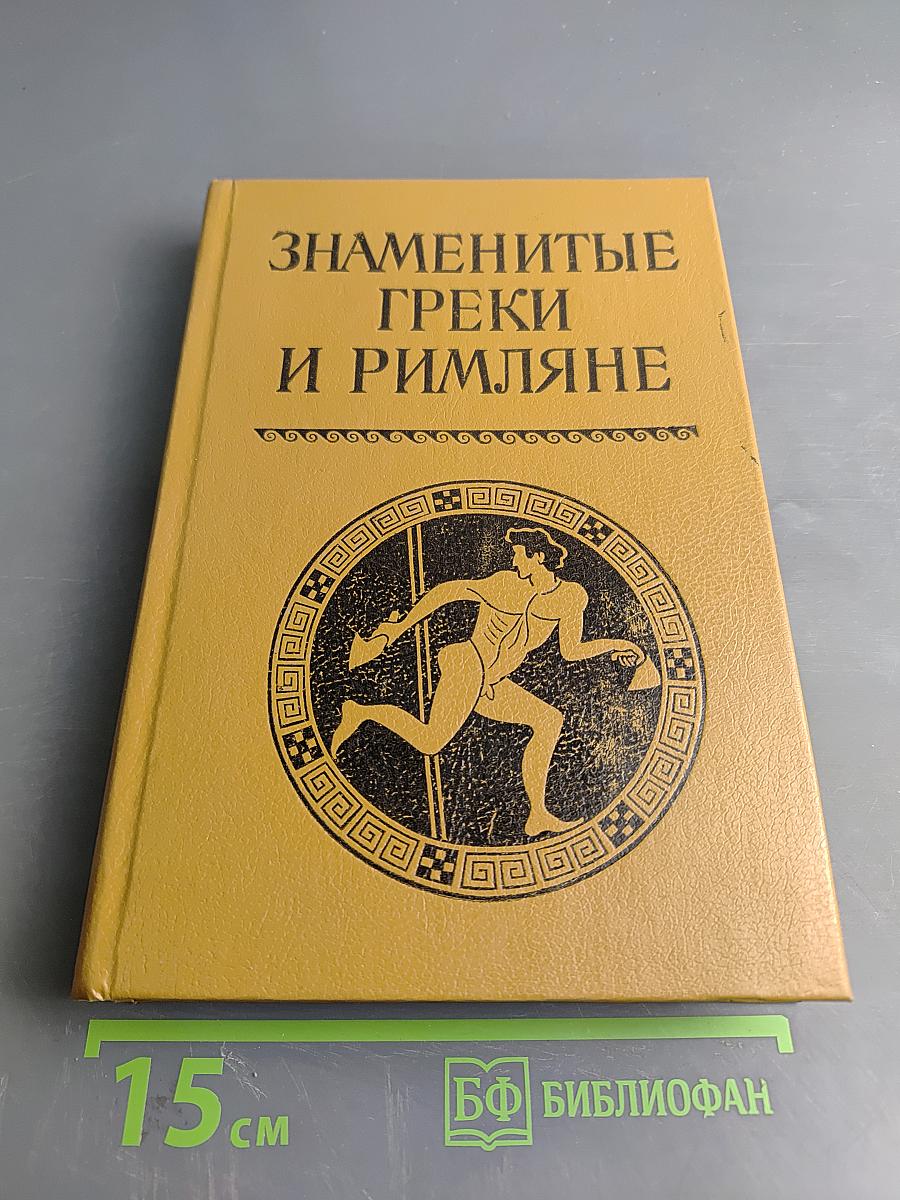 ЗНАМЕНИТЫЕ
ГРЕКИ
И РИМЛЯНЕ
15 см
БФ БИБЛИОФАН